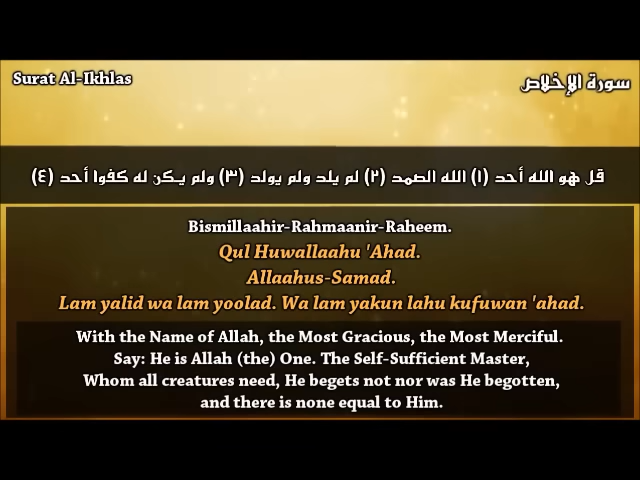 Surat Al-Ikhlas
سورة الإخلاص
قل هو الله أحد (١) الله الصمد (٢) لم يلد ولم يولد (٣) ولم يكن له كفوا أحد (٤)
Bismillaahir-Rahmaanir-Raheem.
Qul Huwallaahu 'Ahad.
Allaahus-Samad.
Lam yalid wa lam yoolad. Wa lam yakun lahu kufuwan 'ahad.
With the Name of Allah, the Most Gracious, the Most Merciful.
Say: He is Allah (the) One. The Self-Sufficient Master,
Whom all creatures need, He begets not nor was He begotten,
and there is none equal to Him.